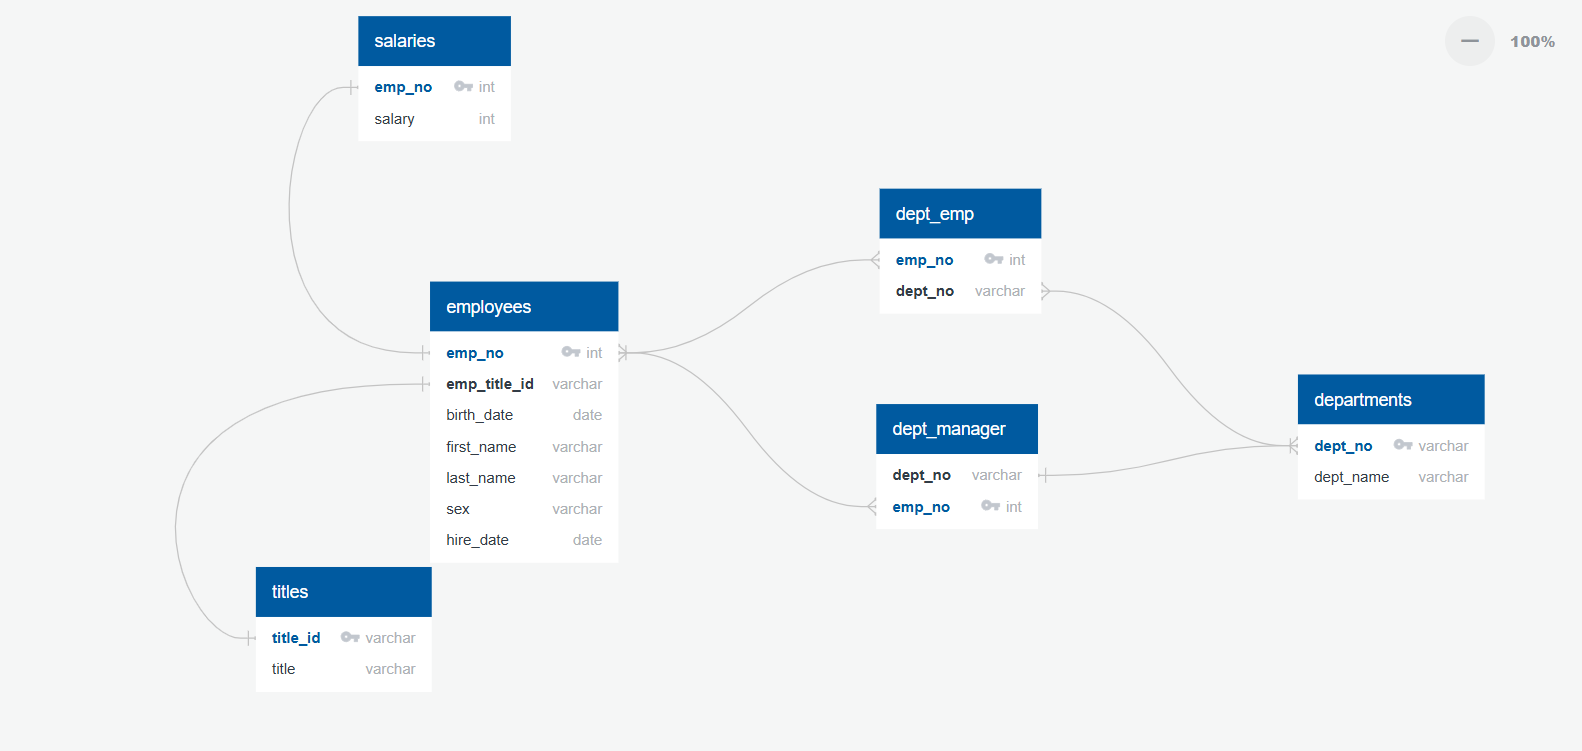 100%
salaries
emp_no int
salary int
dept_emp
emp_no int
dept_no varchar
employees
emp_no int
emp_title_id varchar
birth_date date
first_name varchar
last_name varchar
sex varchar
hire_date date
dept_manager
dept_no varchar
emp_no int
departments
dept_no varchar
dept_name varchar
titles
title_id varchar
title varchar